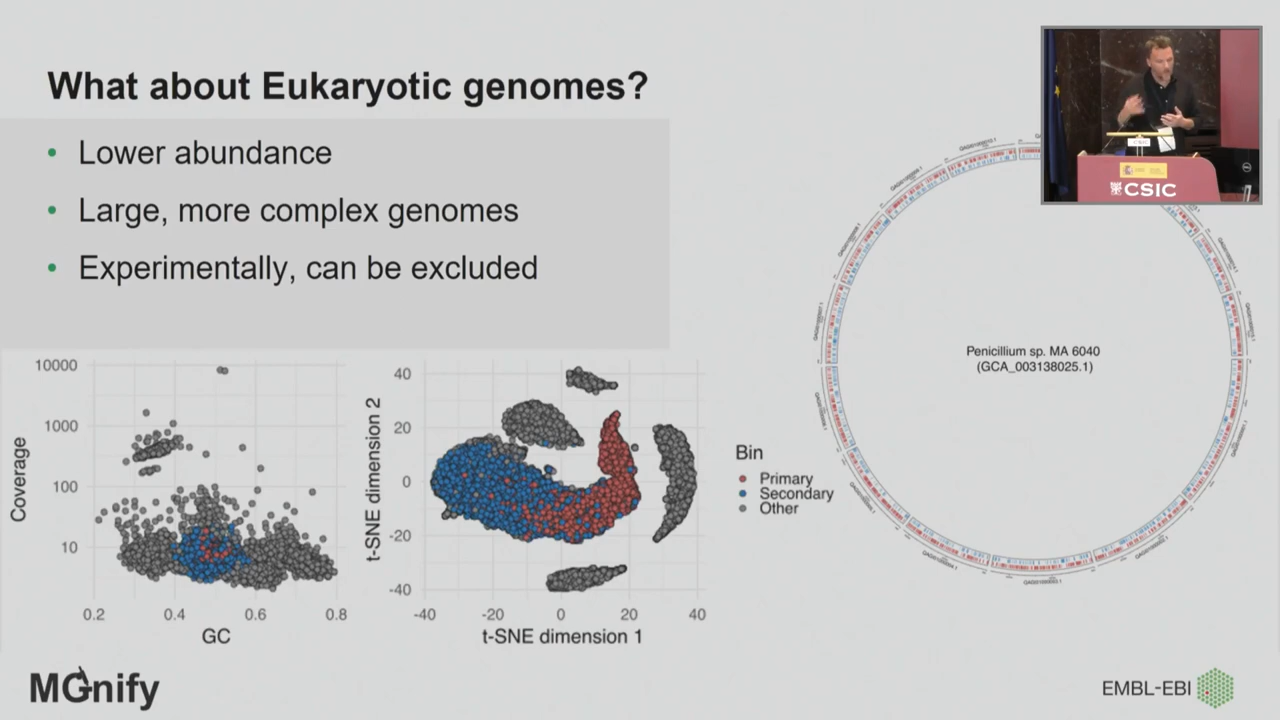 What about Eukaryotic genomes?
• Lower abundance
• Large, more complex genomes
• Experimentally, can be excluded
CSIC
CSIC
Penicillium sp. MA 6040
(GCA_003138025.1)
Coverage
10000
1000
100
10
0.2 0.4 0.6 0.8
GC
t-SNE dimension 2
40
20
0
-20
-40
-40 -20 0 20 40
t-SNE dimension 1
Bin
Primary
Secondary
Other
MGnify
EMBL-EBI